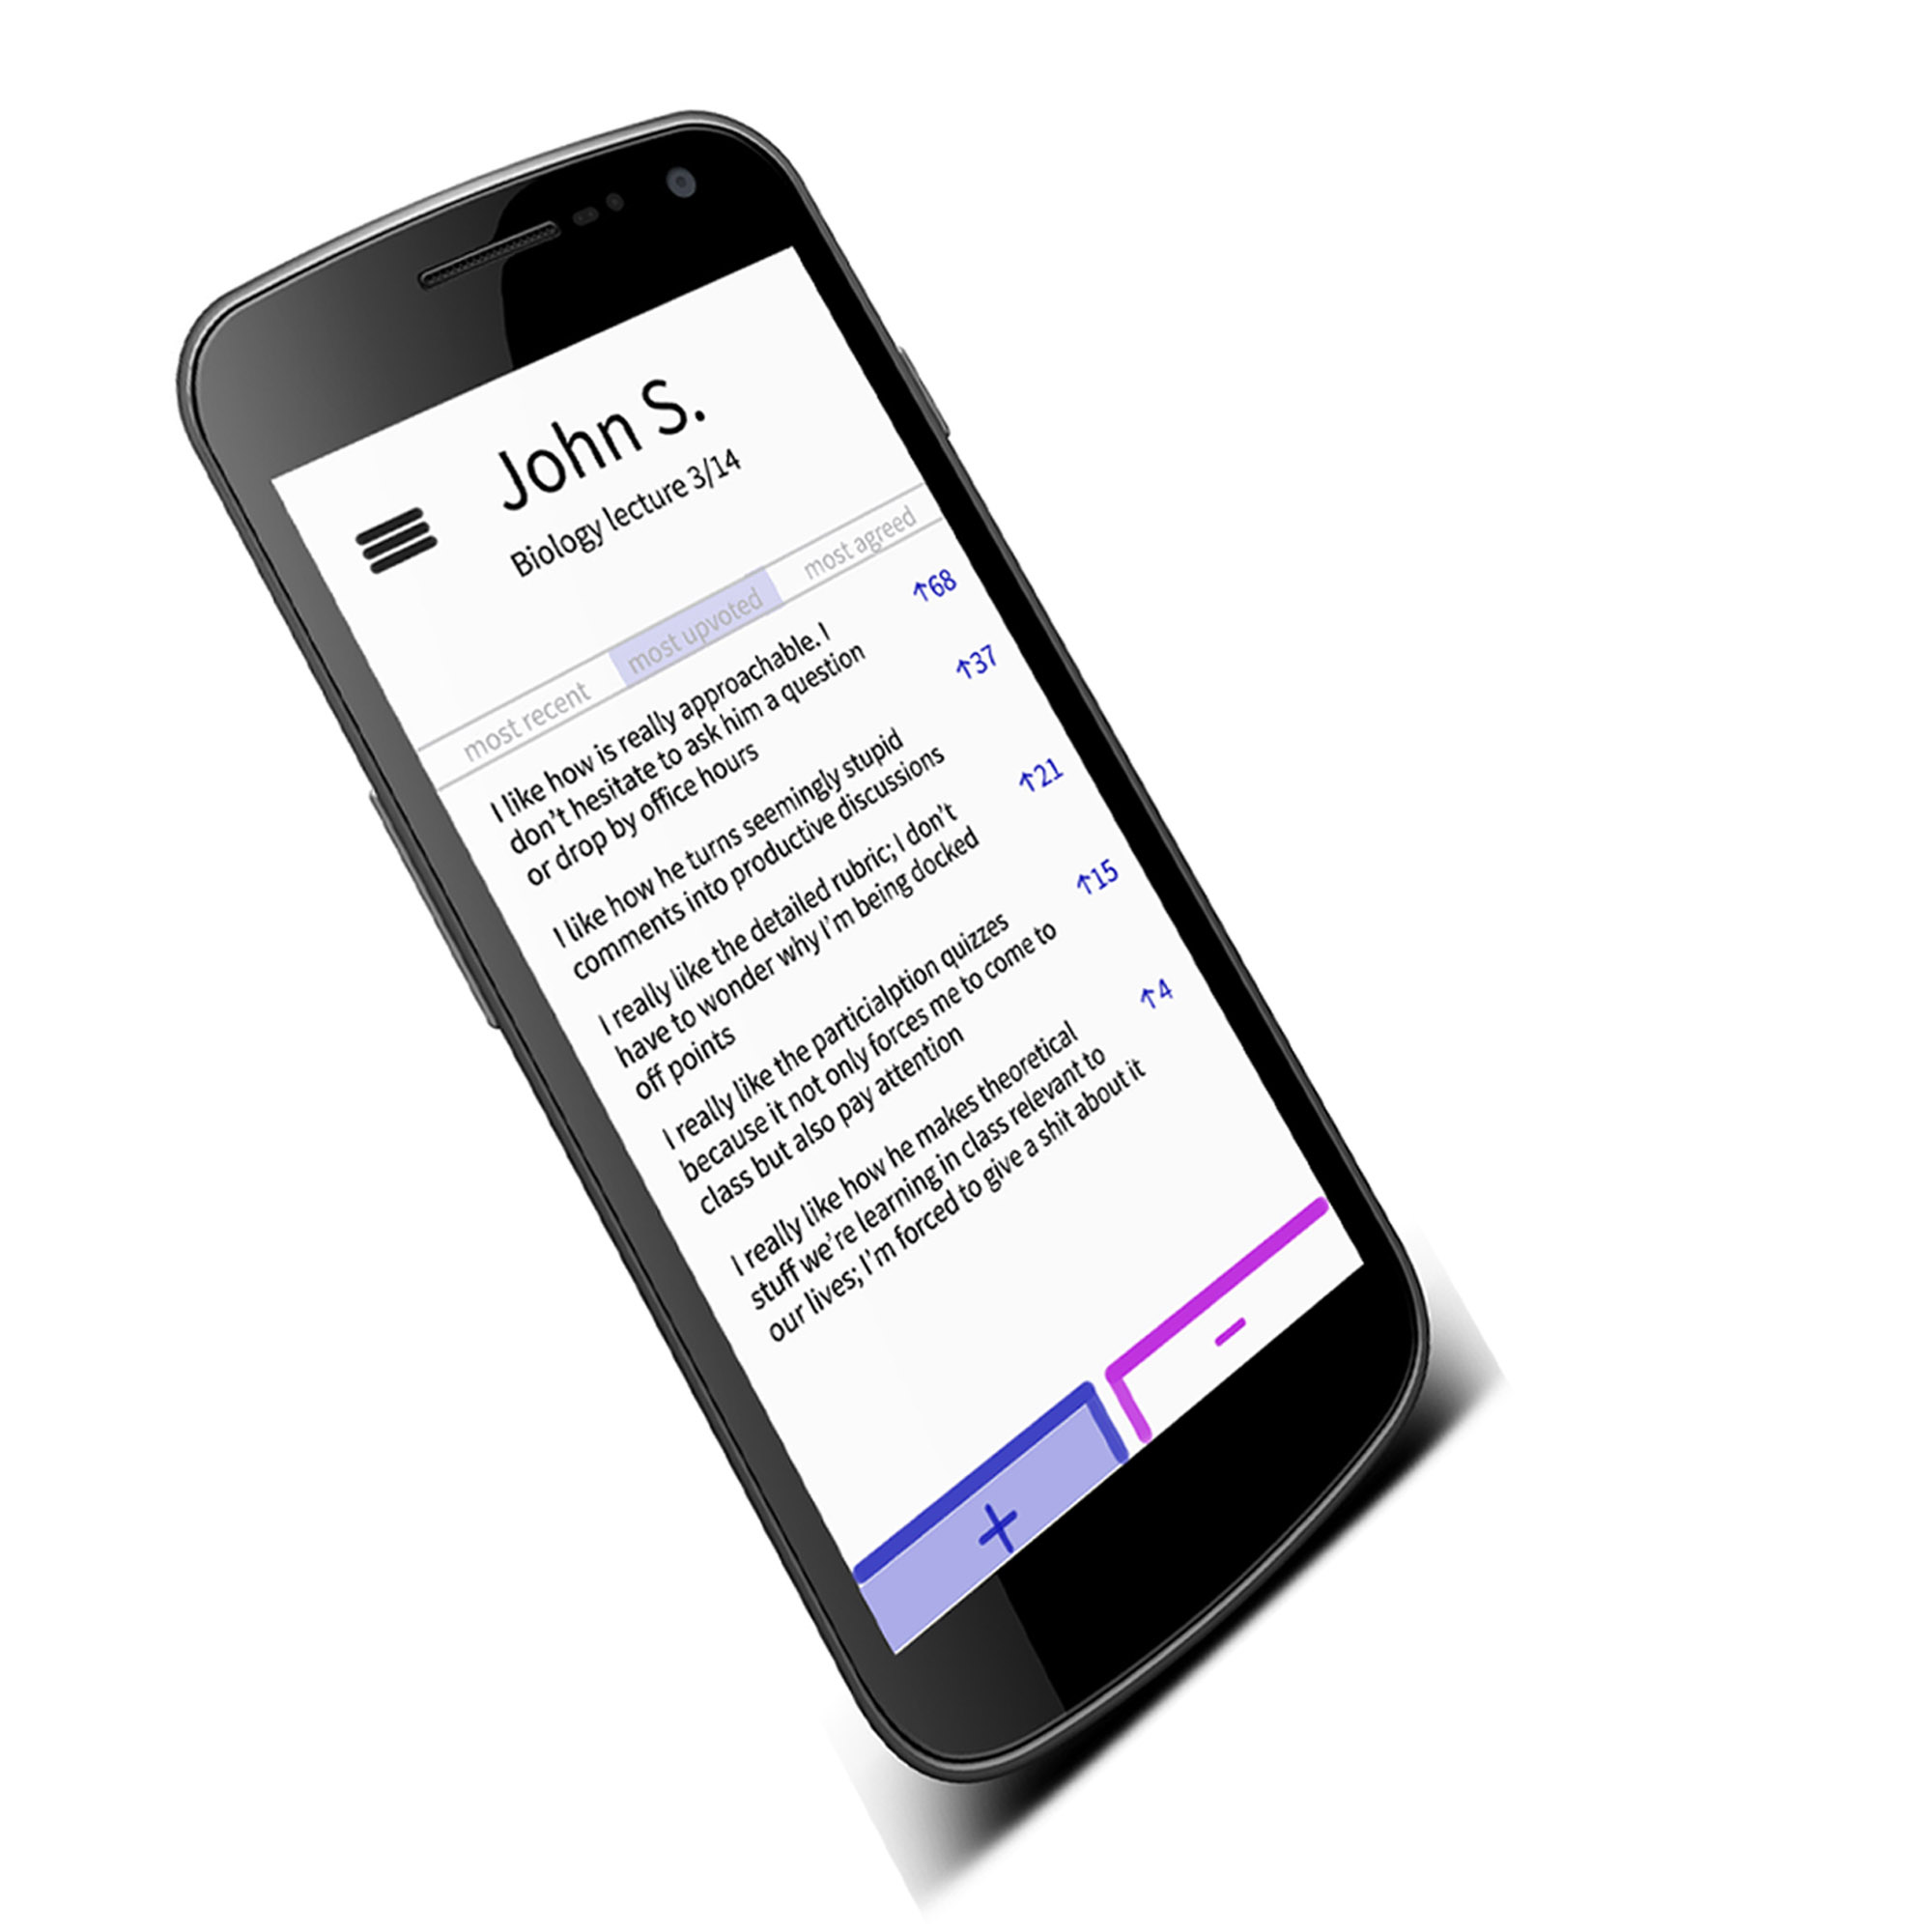 John S.
Biology lecture 3/14
most recent most upvoted most agreed
I like how is really approachable. I ↑68
don't hesitate to ask him a question
or drop by office hours
I like how he turns seemingly stupid ↑37
comments into productive discussions
I really like the detailed rubric; I don't ↑21
have to wonder why I'm being docked
off points
I really like the particialption quizzes ↑15
because it not only forces me to come to
class but also pay attention
I really like how he makes theoretical ↑4
stuff we're learning in class relevant to
our lives; I'm forced to give a shit about it
+ -